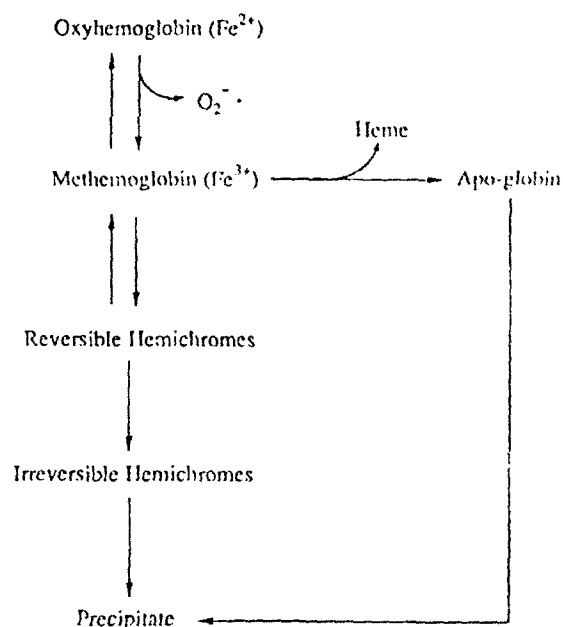 Oxyhemoglobin (Fe²⁺)
O₂⁻ ·
Heme
Methemoglobin (Fe³⁺)
Apo-globin
Reversible Hemichromes
Irreversible Hemichromes
Precipitate